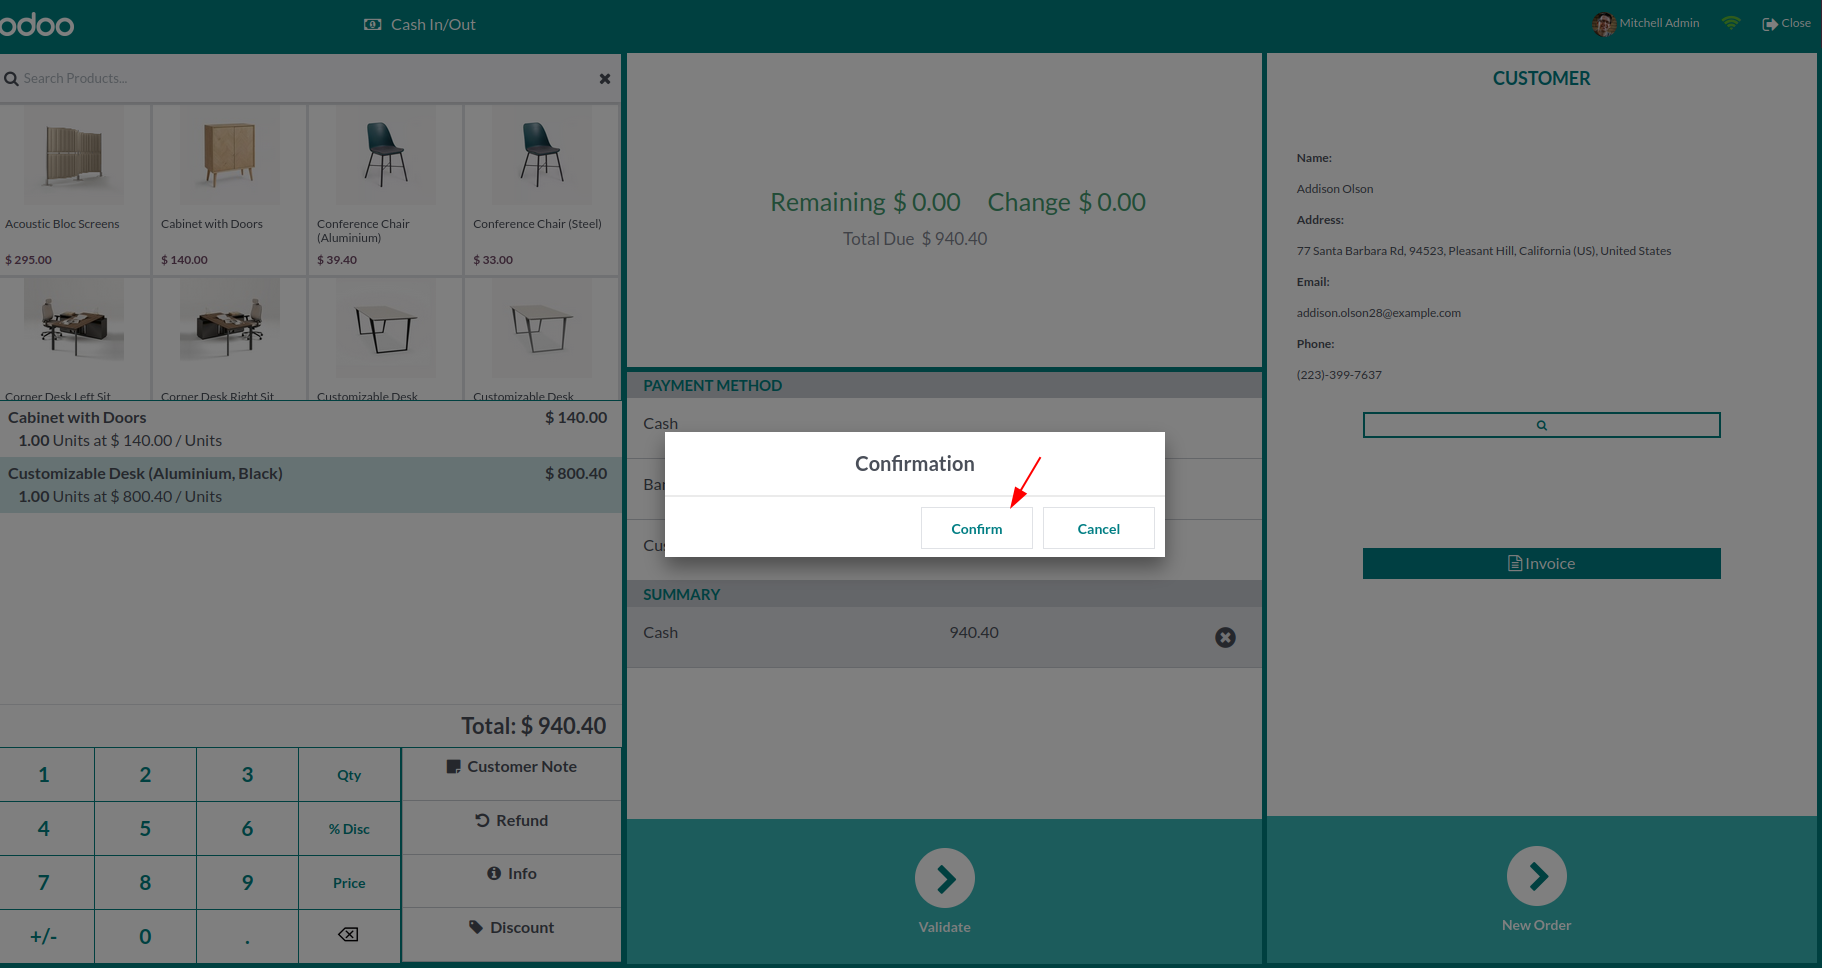 odoo
Cash In/Out
Mitchell Admin
Close
Search Products...
Acoustic Bloc Screens
$ 295.00
Cabinet with Doors
$ 140.00
Conference Chair
(Aluminium)
$ 39.40
Conference Chair (Steel)
$ 33.00
Corner Desk Left Sit
Corner Desk Right Sit
Customizable Desk
Customizable Desk
Cabinet with Doors $ 140.00
1.00 Units at $ 140.00 / Units
Customizable Desk (Aluminium, Black) $ 800.40
1.00 Units at $ 800.40 / Units
Total: $ 940.40
1 2 3 Qty
4 5 6 % Disc
7 8 9 Price
+/- 0 .
Customer Note
Refund
Info
Discount
Remaining $ 0.00 Change $ 0.00
Total Due $ 940.40
PAYMENT METHOD
Cash
Ba
Cu
Confirmation
Confirm Cancel
SUMMARY
Cash 940.40
Validate
CUSTOMER
Name:
Addison Olson
Address:
77 Santa Barbara Rd, 94523, Pleasant Hill, California (US), United States
Email:
addison.olson28@example.com
Phone:
(223)-399-7637
Invoice
New Order